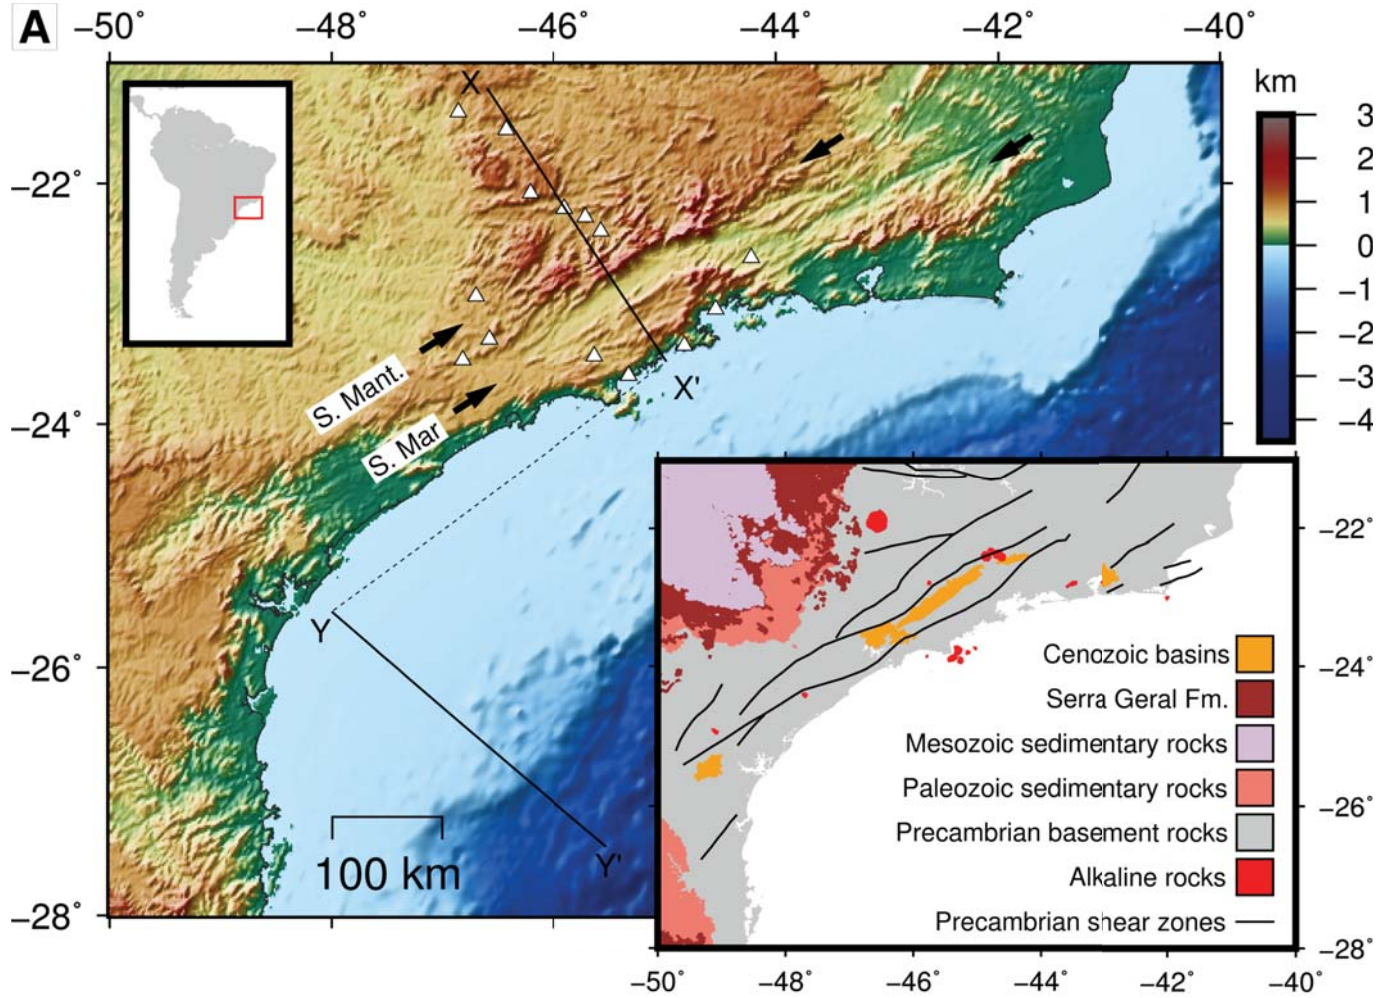 A
−50° −48° −46° −44° −42° −40°
km
3
2
1
0
−1
−2
−3
−4
−22°
−24°
−26°
−28°
X
X'
S. Mant.
S. Mar
Y
Y'
100 km
Cenozoic basins
Serra Geral Fm.
Mesozoic sedimentary rocks
Paleozoic sedimentary rocks
Precambrian basement rocks
Alkaline rocks
Precambrian shear zones
−22°
−24°
−26°
−28°
−50° −48° −46° −44° −42° −40°